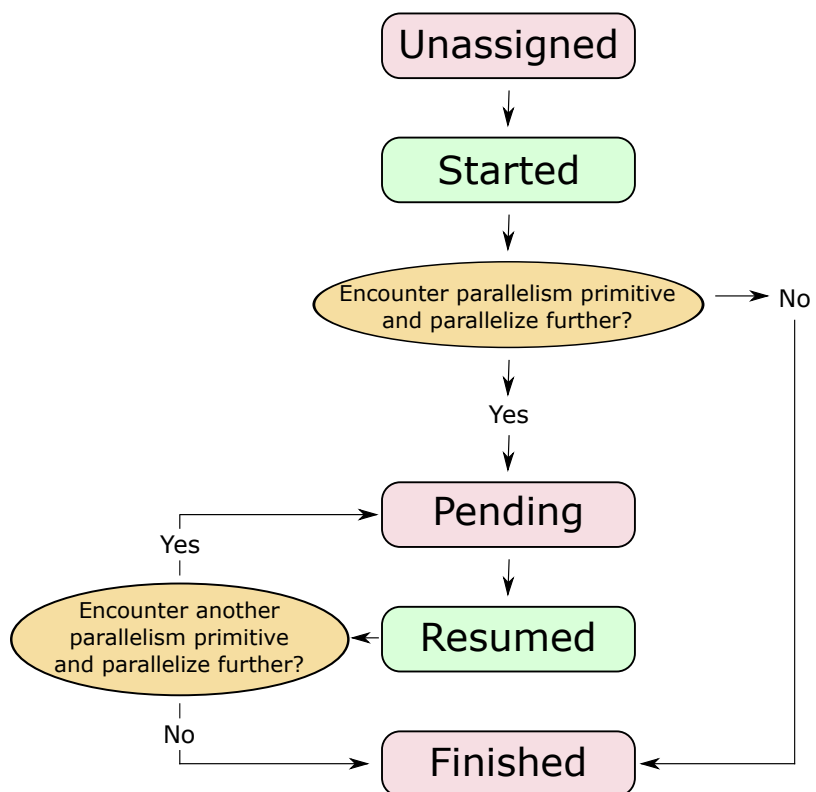 Unassigned
Started
Encounter parallelism primitive
and parallelize further?
No
Yes
Pending
Yes
Encounter another
parallelism primitive
and parallelize further?
Resumed
No
Finished